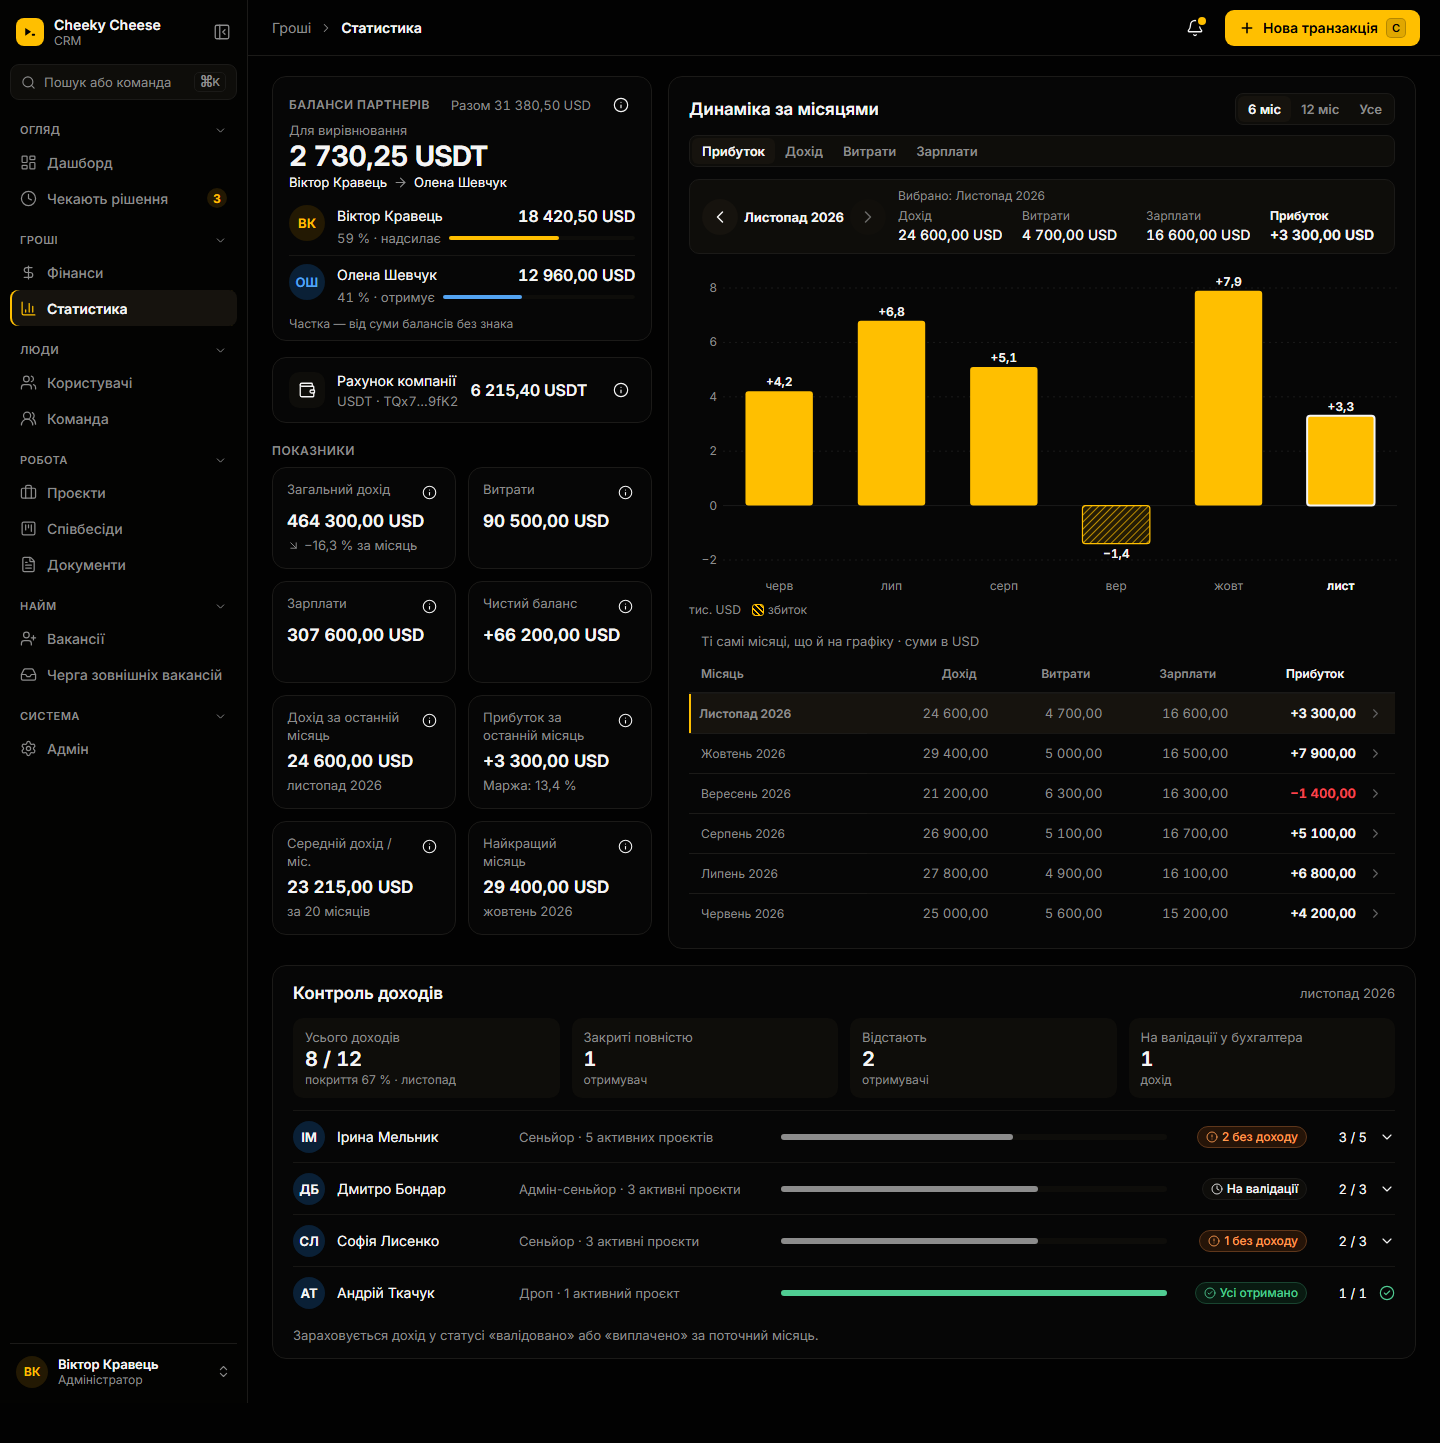 Cheeky Cheese
CRM
Пошук або команда ⌘K
ОГЛЯД
Дашборд
Чекають рішення 3
ГРОШІ
Фінанси
Статистика
ЛЮДИ
Користувачі
Команда
РОБОТА
Проєкти
Співбесіди
Документи
НАЙМ
Вакансії
Черга зовнішніх вакансій
СИСТЕМА
Адмін
ВК Віктор Кравець
Адміністратор
Гроші > Статистика
+ Нова транзакція C
БАЛАНСИ ПАРТНЕРІВ Разом 31 380,50 USD
Для вирівнювання
2 730,25 USDT
Віктор Кравець → Олена Шевчук
ВК Віктор Кравець 18 420,50 USD
59 % · надсилає
ОШ Олена Шевчук 12 960,00 USD
41 % · отримує
Частка — від суми балансів без знака
Рахунок компанії 6 215,40 USDT
USDT · TQx7...9fK2
ПОКАЗНИКИ
Загальний дохід
464 300,00 USD
↘ −16,3 % за місяць
Витрати
90 500,00 USD
Зарплати
307 600,00 USD
Чистий баланс
+66 200,00 USD
Дохід за останній
місяць
24 600,00 USD
листопад 2026
Прибуток за
останній місяць
+3 300,00 USD
Маржа: 13,4 %
Середній дохід /
міс.
23 215,00 USD
за 20 місяців
Найкращий
місяць
29 400,00 USD
жовтень 2026
Динаміка за місяцями 6 міс 12 міс Усе
Прибуток Дохід Витрати Зарплати
Листопад 2026
Вибрано: Листопад 2026
Дохід Витрати Зарплати Прибуток
24 600,00 USD 4 700,00 USD 16 600,00 USD +3 300,00 USD
8
6
4
2
0
−2
+4,2 +6,8 +5,1 −1,4 +7,9 +3,3
черв лип серп вер жовт лист
тис. USD збиток
Ті самі місяці, що й на графіку · суми в USD
Місяць Дохід Витрати Зарплати Прибуток
Листопад 2026 24 600,00 4 700,00 16 600,00 +3 300,00
Жовтень 2026 29 400,00 5 000,00 16 500,00 +7 900,00
Вересень 2026 21 200,00 6 300,00 16 300,00 −1 400,00
Серпень 2026 26 900,00 5 100,00 16 700,00 +5 100,00
Липень 2026 27 800,00 4 900,00 16 100,00 +6 800,00
Червень 2026 25 000,00 5 600,00 15 200,00 +4 200,00
Контроль доходів листопад 2026
Усього доходів
8 / 12
покриття 67 % · листопад
Закриті повністю
1
отримувач
Відстають
2
отримувачі
На валідації у бухгалтера
1
дохід
ІМ Ірина Мельник Сеньйор · 5 активних проєктів 2 без доходу 3 / 5
ДБ Дмитро Бондар Адмін-сеньйор · 3 активні проєкти На валідації 2 / 3
СЛ Софія Лисенко Сеньйор · 3 активні проєкти 1 без доходу 2 / 3
АТ Андрій Ткачук Дроп · 1 активний проєкт Усі отримано 1 / 1
Зараховується дохід у статусі «валідовано» або «виплачено» за поточний місяць.